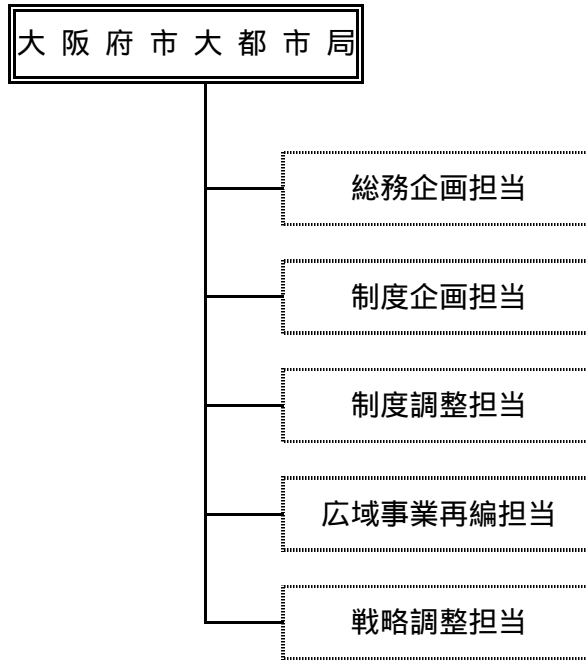 大阪府市大都市局
総務企画担当
制度企画担当
制度調整担当
広域事業再編担当
戦略調整担当